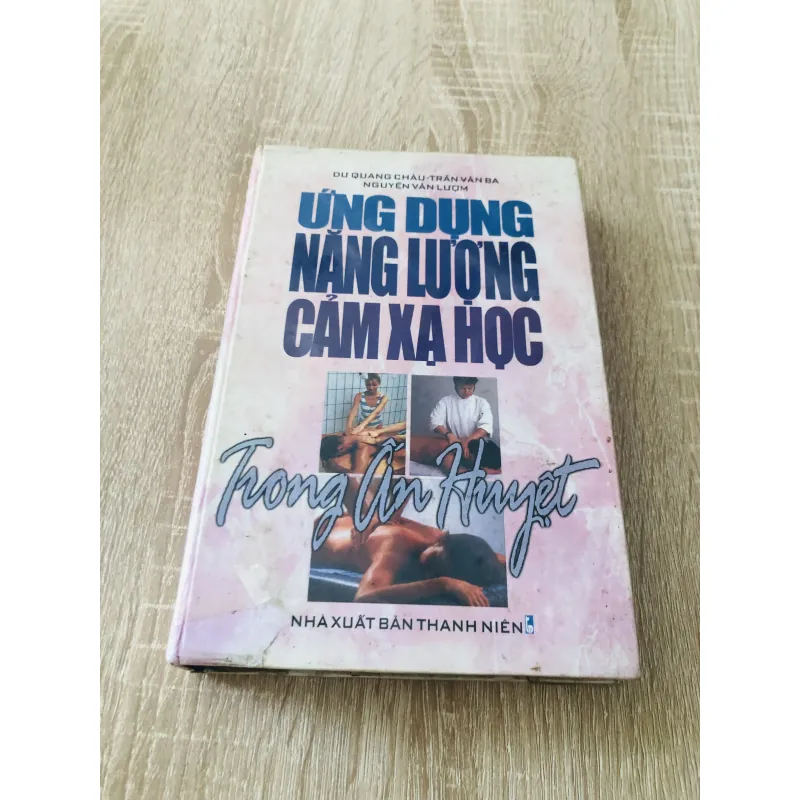 DƯ QUANG CHÂU-TRẦN VĂN BA
NGUYỄN VĂN LƯỢM
ỨNG DỤNG
NĂNG LƯỢNG
CẢM XẠ HỌC
Trong Ấn Huyệt
NHÀ XUẤT BẢN THANH NIÊN